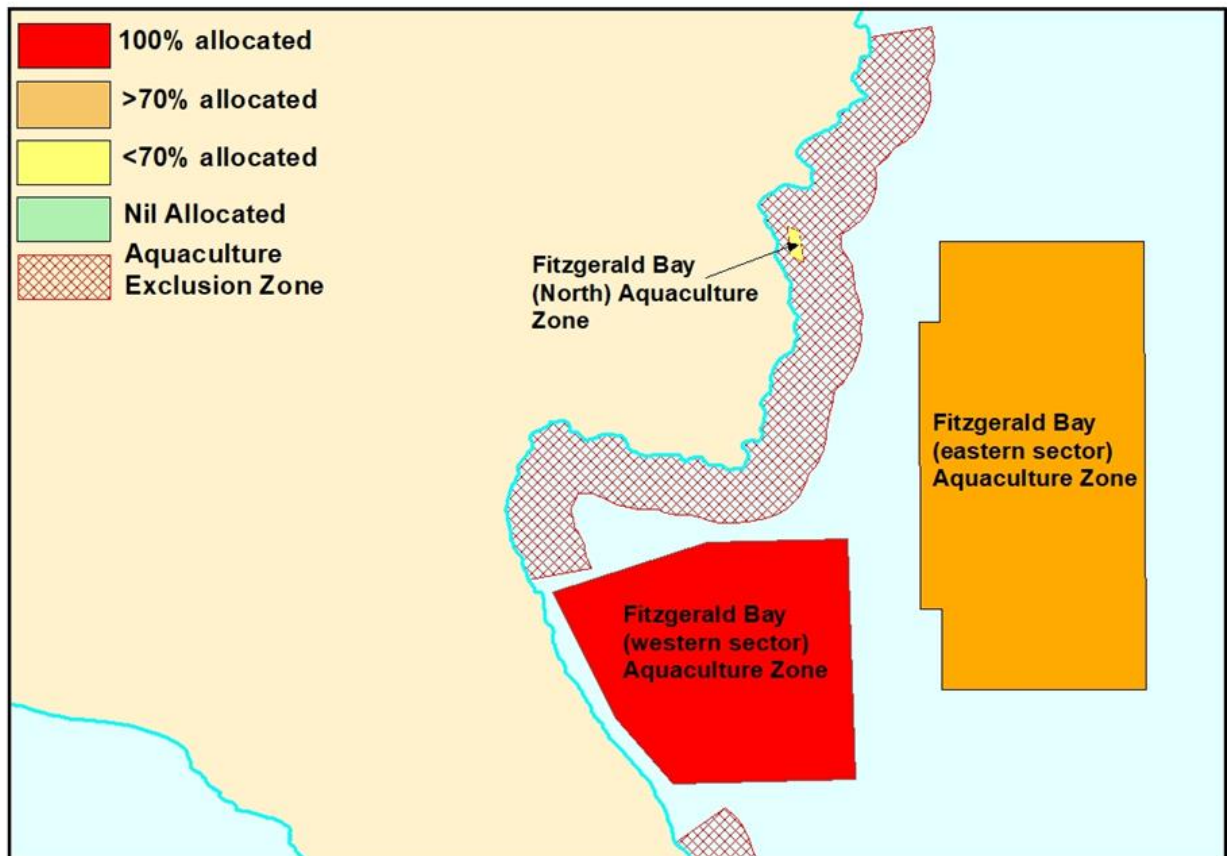 100% allocated
>70% allocated
<70% allocated
Nil Allocated
Aquaculture
Exclusion Zone
Fitzgerald Bay
(North) Aquaculture
Zone
Fitzgerald Bay
(eastern sector)
Aquaculture Zone
Fitzgerald Bay
(western sector)
Aquaculture Zone